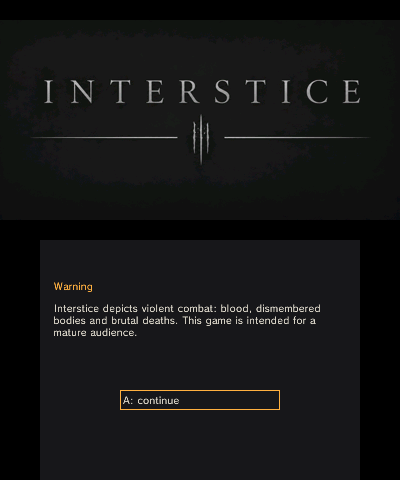 INTERSTICE
Warning
Interstice depicts violent combat: blood, dismembered
bodies and brutal deaths. This game is intended for a
mature audience.
A: continue